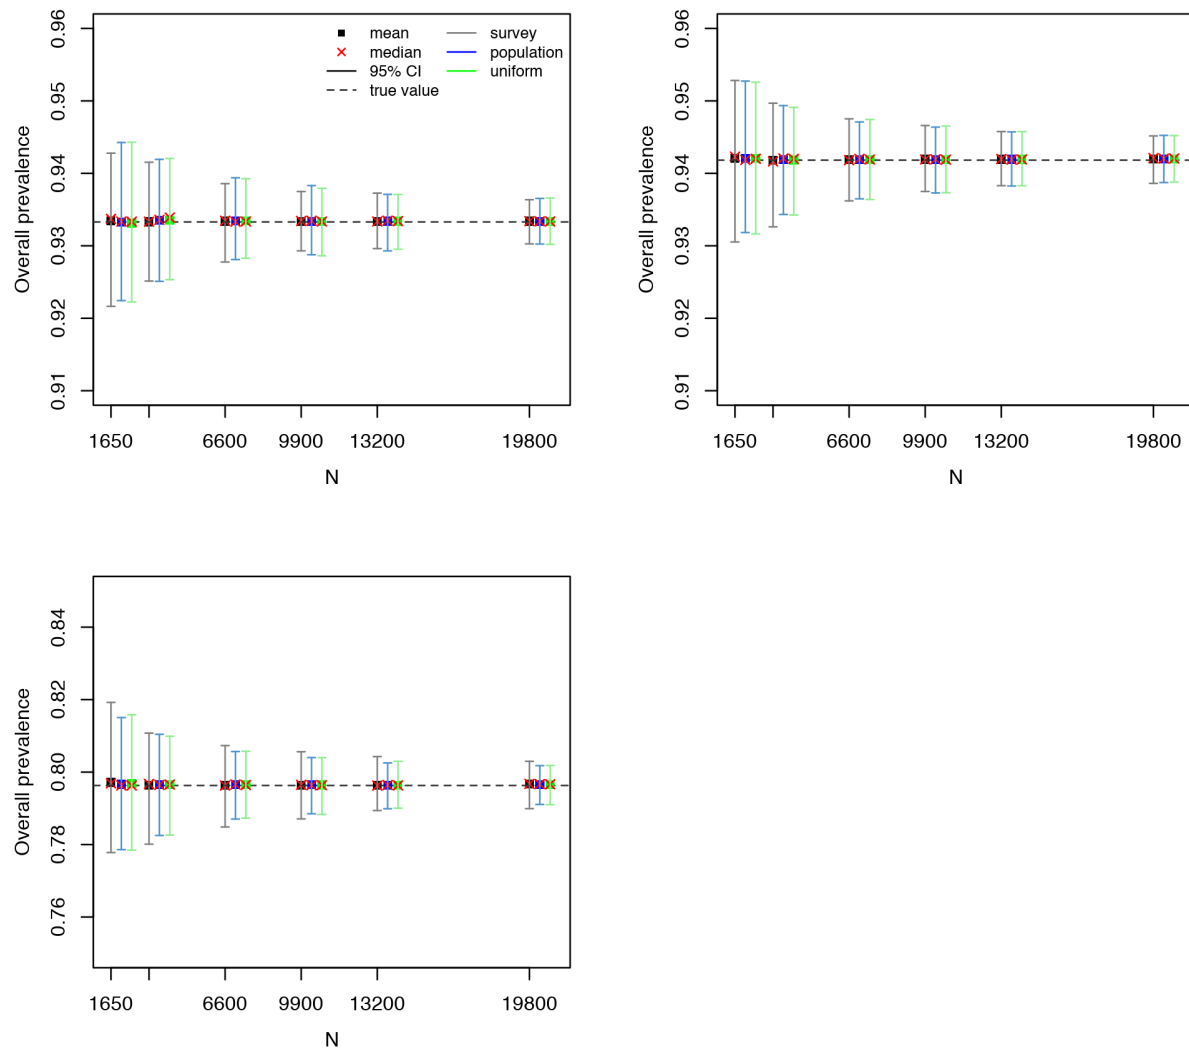 Overall prevalence
0.96
0.95
0.94
0.93
0.92
0.91
mean
median
95% CI
true value
survey
population
uniform
1650
6600
9900
13200
19800
N
Overall prevalence
0.96
0.95
0.94
0.93
0.92
0.91
1650
6600
9900
13200
19800
N
Overall prevalence
0.84
0.82
0.80
0.78
0.76
1650
6600
9900
13200
19800
N